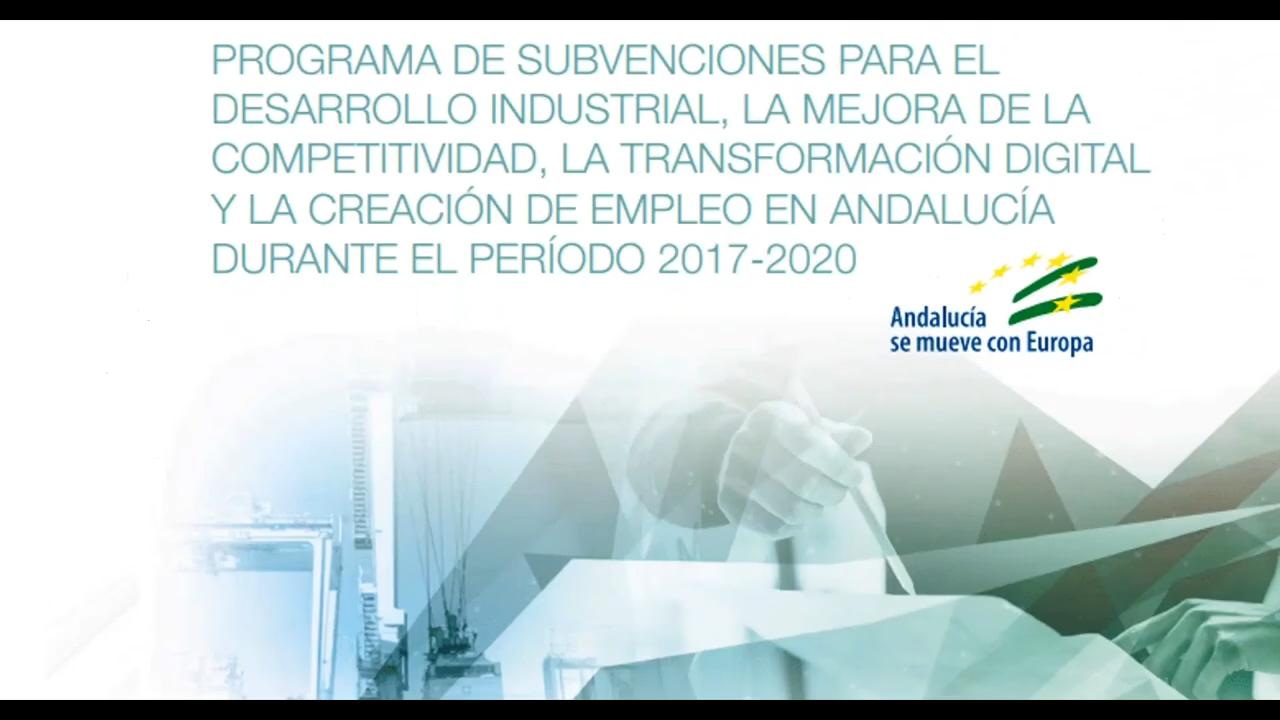 PROGRAMA DE SUBVENCIONES PARA EL
DESARROLLO INDUSTRIAL, LA MEJORA DE LA
COMPETITIVIDAD, LA TRANSFORMACIÓN DIGITAL
Y LA CREACIÓN DE EMPLEO EN ANDALUCÍA
DURANTE EL PERÍODO 2017-2020
Andalucía
se mueve con Europa